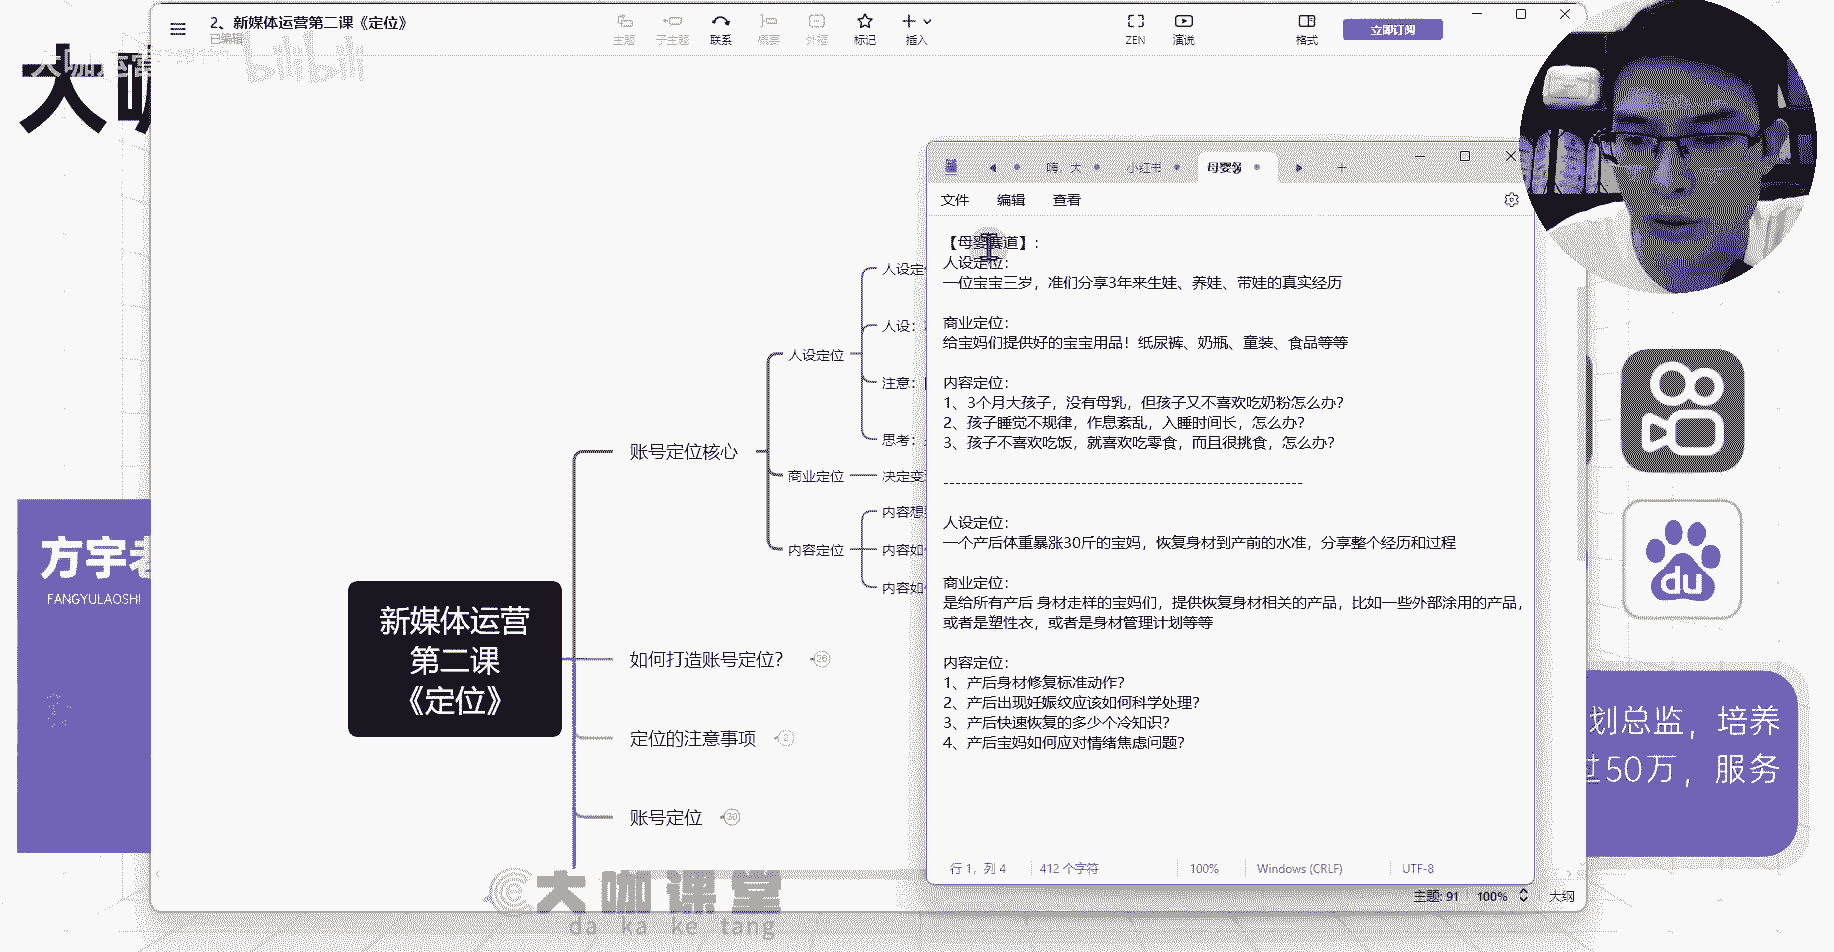 2、新媒体运营第二课《定位》
已编辑
主题
子主题
联系
概要
外框
标记
插入
ZEN
演说
格式
立即订阅
大咖运营
bilibili
大咖
嗨，大
小红书
母婴
文件
编辑
查看
【母婴赛道】：
人设定位：
一位宝宝三岁，准们分享3年来生娃、养娃、带娃的真实经历
商业定位：
给宝妈们提供好的宝宝用品！纸尿裤、奶瓶、童装、食品等等
内容定位：
1、3个月大孩子，没有母乳，但孩子又不喜欢吃奶粉怎么办？
2、孩子睡觉不规律，作息紊乱，入睡时间长，怎么办？
3、孩子不喜欢吃饭，就喜欢吃零食，而且很挑食，怎么办？
------------------------------------------------------------
人设定位：
一个产后体重暴涨30斤的宝妈，恢复身材到产前的水准，分享整个经历和过程
商业定位：
是给所有产后 身材走样的宝妈们，提供恢复身材相关的产品，比如一些外部涂用的产品，
或者是塑性衣，或者是身材管理计划等等
内容定位：
1、产后身材修复标准动作？
2、产后出现妊娠纹应该如何科学处理？
3、产后快速恢复的多少个冷知识？
4、产后宝妈如何应对情绪焦虑问题？
行 1，列 4
412 个字符
100%
Windows (CRLF)
UTF-8
新媒体运营
第二课
《定位》
账号定位核心
人设定位
人设定
人设：
注意：
思考：
商业定位
决定变
内容定位
内容想
内容如
内容如
如何打造账号定位？
26
定位的注意事项
2
账号定位
30
方宇老
FANGYULAOSHI
du
划总监，培养
过50万，服务
主题: 91
100%
大纲
大咖课堂
da ka ke tang